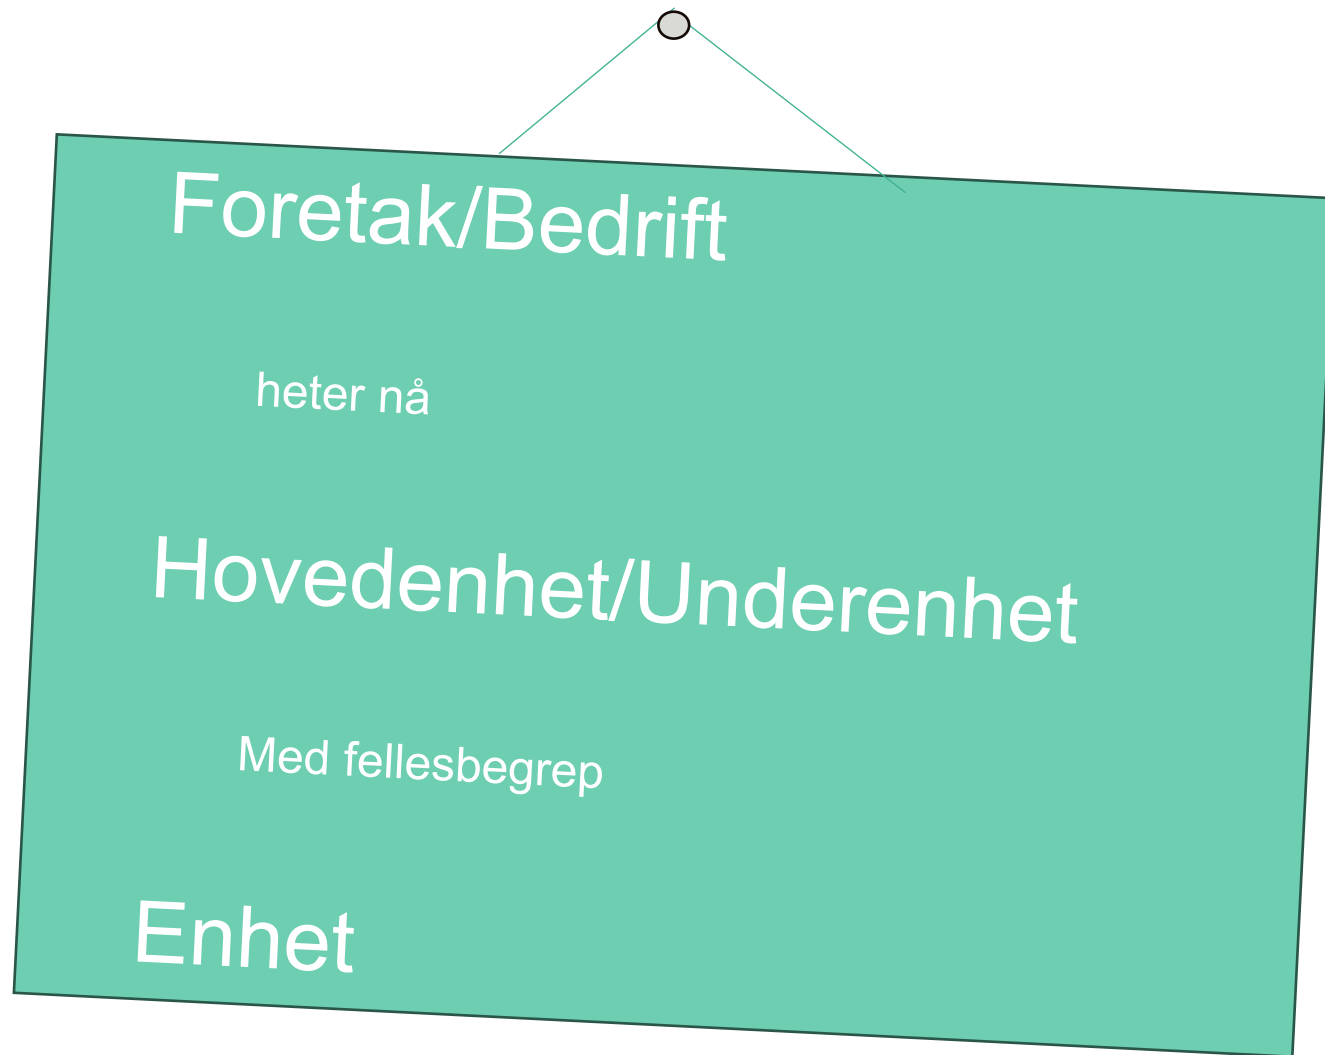 Foretak/Bedrift
heter nå
Hovedenhet/Underenhet
Med fellesbegrep
Enhet